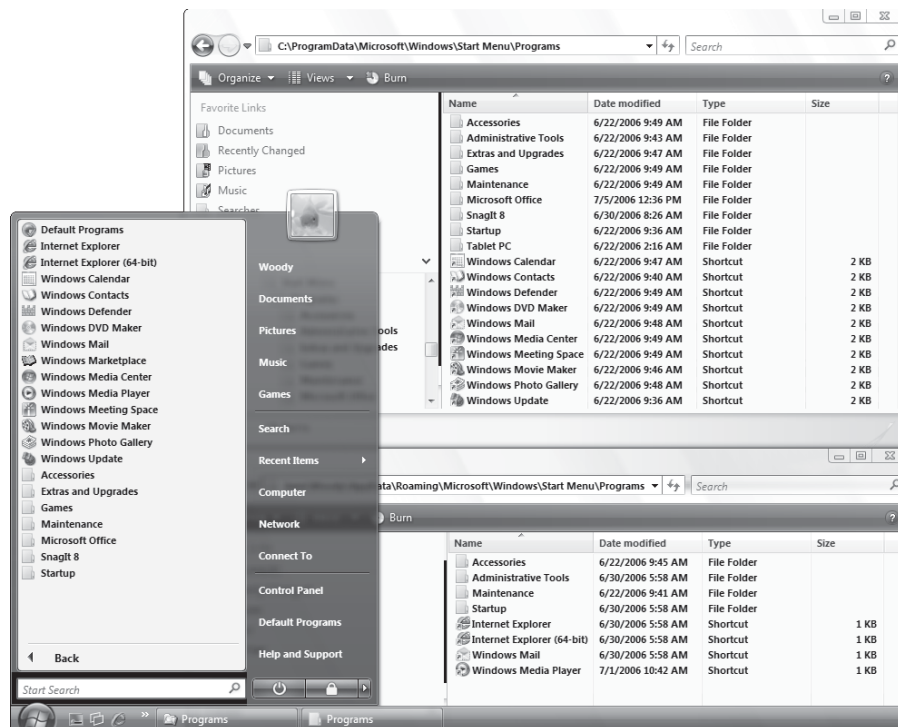 C:\ProgramData\Microsoft\Windows\Start Menu\Programs
Search
Organize
Views
Burn
Favorite Links
Documents
Recently Changed
Pictures
Music
Searches
Name Date modified Type Size
Accessories 6/22/2006 9:49 AM File Folder
Administrative Tools 6/22/2006 9:43 AM File Folder
Extras and Upgrades 6/22/2006 9:47 AM File Folder
Games 6/22/2006 9:49 AM File Folder
Maintenance 6/22/2006 9:49 AM File Folder
Microsoft Office 7/5/2006 12:36 PM File Folder
SnagIt 8 6/30/2006 8:26 AM File Folder
Startup 6/22/2006 9:36 AM File Folder
Tablet PC 6/22/2006 2:16 AM File Folder
Windows Calendar 6/22/2006 9:47 AM Shortcut 2 KB
Windows Contacts 6/22/2006 9:40 AM Shortcut 2 KB
Windows Defender 6/22/2006 9:49 AM Shortcut 2 KB
Windows DVD Maker 6/22/2006 9:49 AM Shortcut 2 KB
Windows Mail 6/22/2006 9:48 AM Shortcut 2 KB
Windows Media Center 6/22/2006 9:49 AM Shortcut 2 KB
Windows Meeting Space 6/22/2006 9:49 AM Shortcut 2 KB
Windows Movie Maker 6/22/2006 9:46 AM Shortcut 2 KB
Windows Photo Gallery 6/22/2006 9:48 AM Shortcut 2 KB
Windows Update 6/22/2006 9:36 AM Shortcut 2 KB
Default Programs
Internet Explorer
Internet Explorer (64-bit)
Windows Calendar
Windows Contacts
Windows Defender
Windows DVD Maker
Windows Mail
Windows Marketplace
Windows Media Center
Windows Media Player
Windows Meeting Space
Windows Movie Maker
Windows Photo Gallery
Windows Update
Accessories
Extras and Upgrades
Games
Maintenance
Microsoft Office
SnagIt 8
Startup
Back
Start Search
Woody
Documents
Pictures
Music
Games
Search
Recent Items
Computer
Network
Connect To
Control Panel
Default Programs
Help and Support
ata\Roaming\Microsoft\Windows\Start Menu\Programs
Search
Burn
Name Date modified Type Size
Accessories 6/22/2006 9:45 AM File Folder
Administrative Tools 6/30/2006 5:58 AM File Folder
Maintenance 6/22/2006 9:41 AM File Folder
Startup 6/30/2006 5:58 AM File Folder
Internet Explorer 6/30/2006 5:58 AM Shortcut 1 KB
Internet Explorer (64-bit) 6/30/2006 5:58 AM Shortcut 1 KB
Windows Mail 6/30/2006 5:58 AM Shortcut 1 KB
Windows Media Player 7/1/2006 10:42 AM Shortcut 1 KB
Programs
Programs